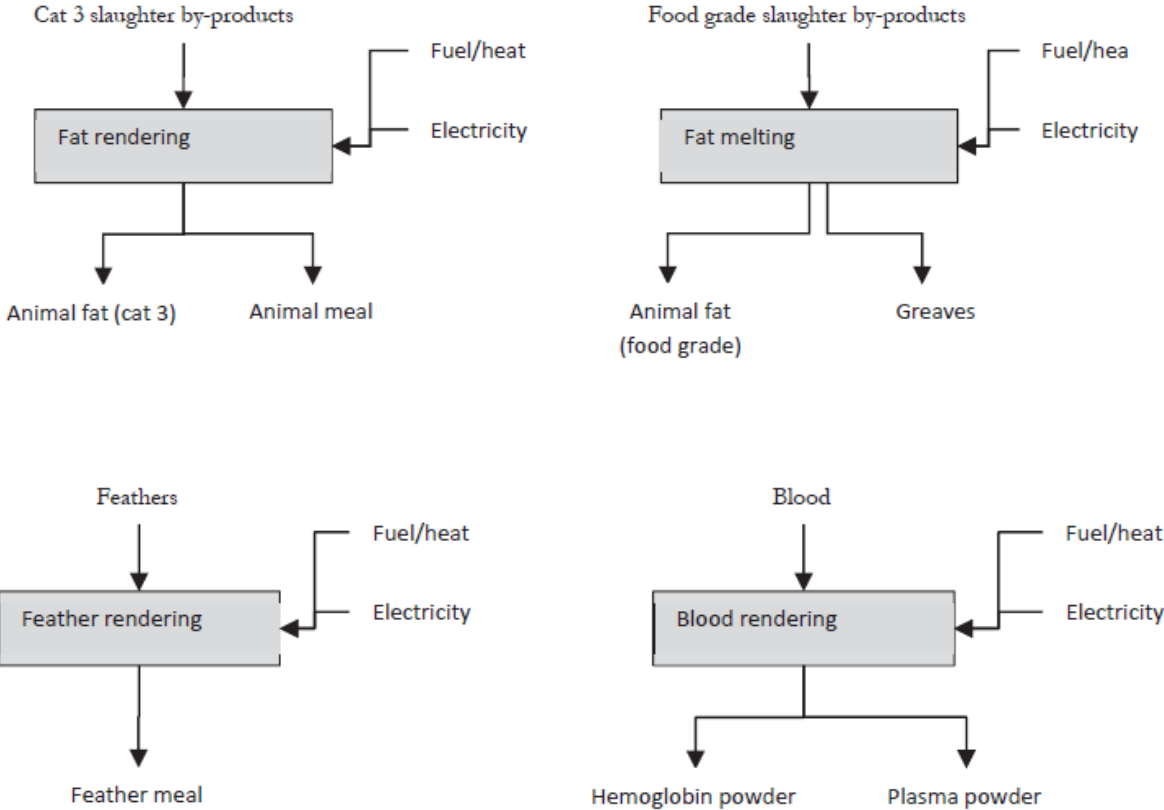 Cat 3 slaughter by-products
Fuel/heat
Fat rendering
Electricity
Animal fat (cat 3)
Animal meal
Food grade slaughter by-products
Fuel/hea
Fat melting
Electricity
Animal fat
(food grade)
Greaves
Feathers
Fuel/heat
Feather rendering
Electricity
Feather meal
Blood
Fuel/heat
Blood rendering
Electricity
Hemoglobin powder
Plasma powder